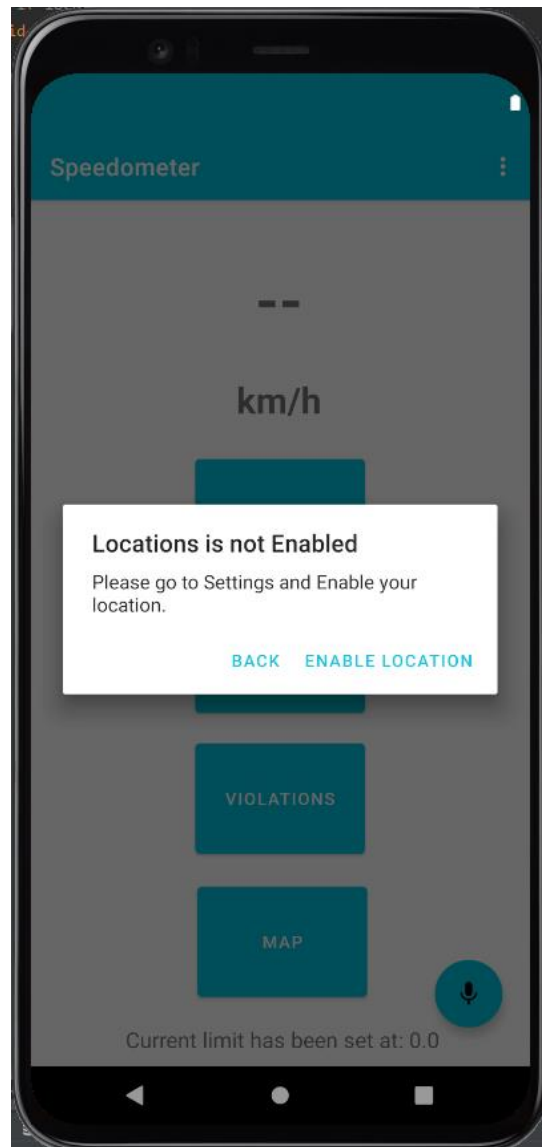 Speedometer
--
km/h
Locations is not Enabled
Please go to Settings and Enable your
location.
BACK ENABLE LOCATION
VIOLATIONS
MAP
Current limit has been set at: 0.0